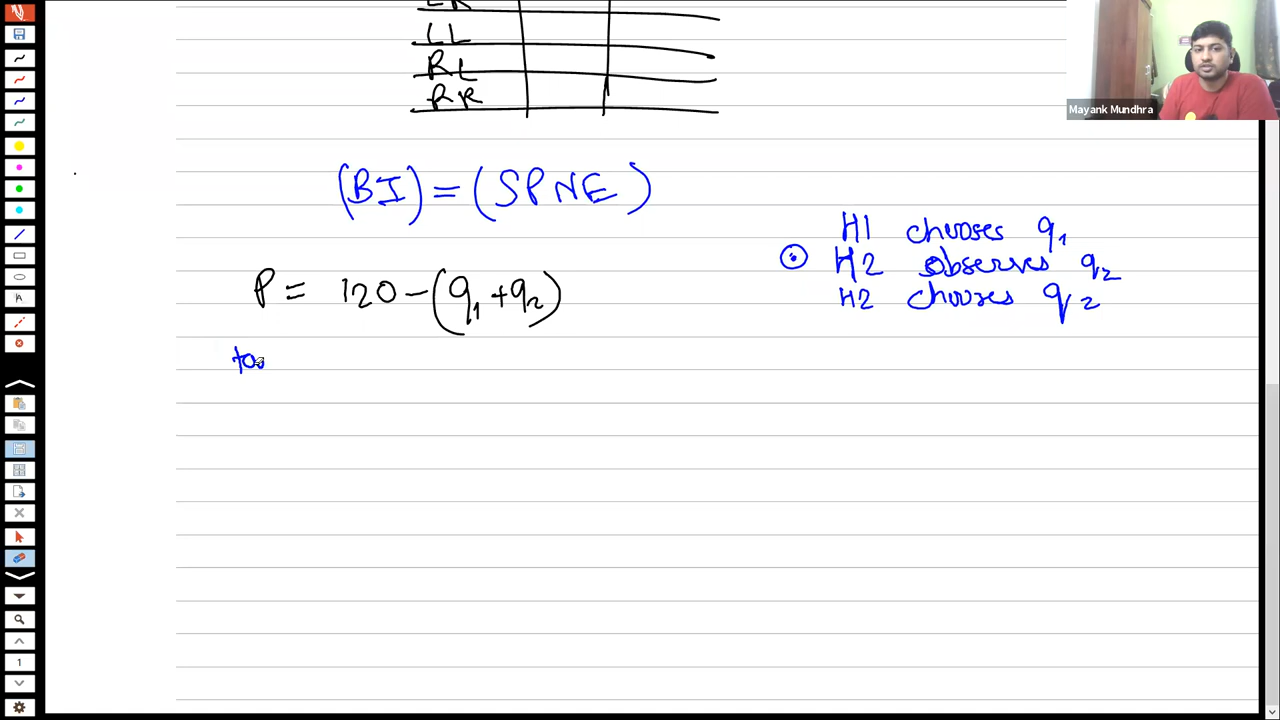 LL
RL
RR
Mayank Mundhra
(BI) = (SPNE)
H1 chooses q₁
H2 observes q₂
H2 chooses q₂
P = 120 - (q₁ + q₂)
1